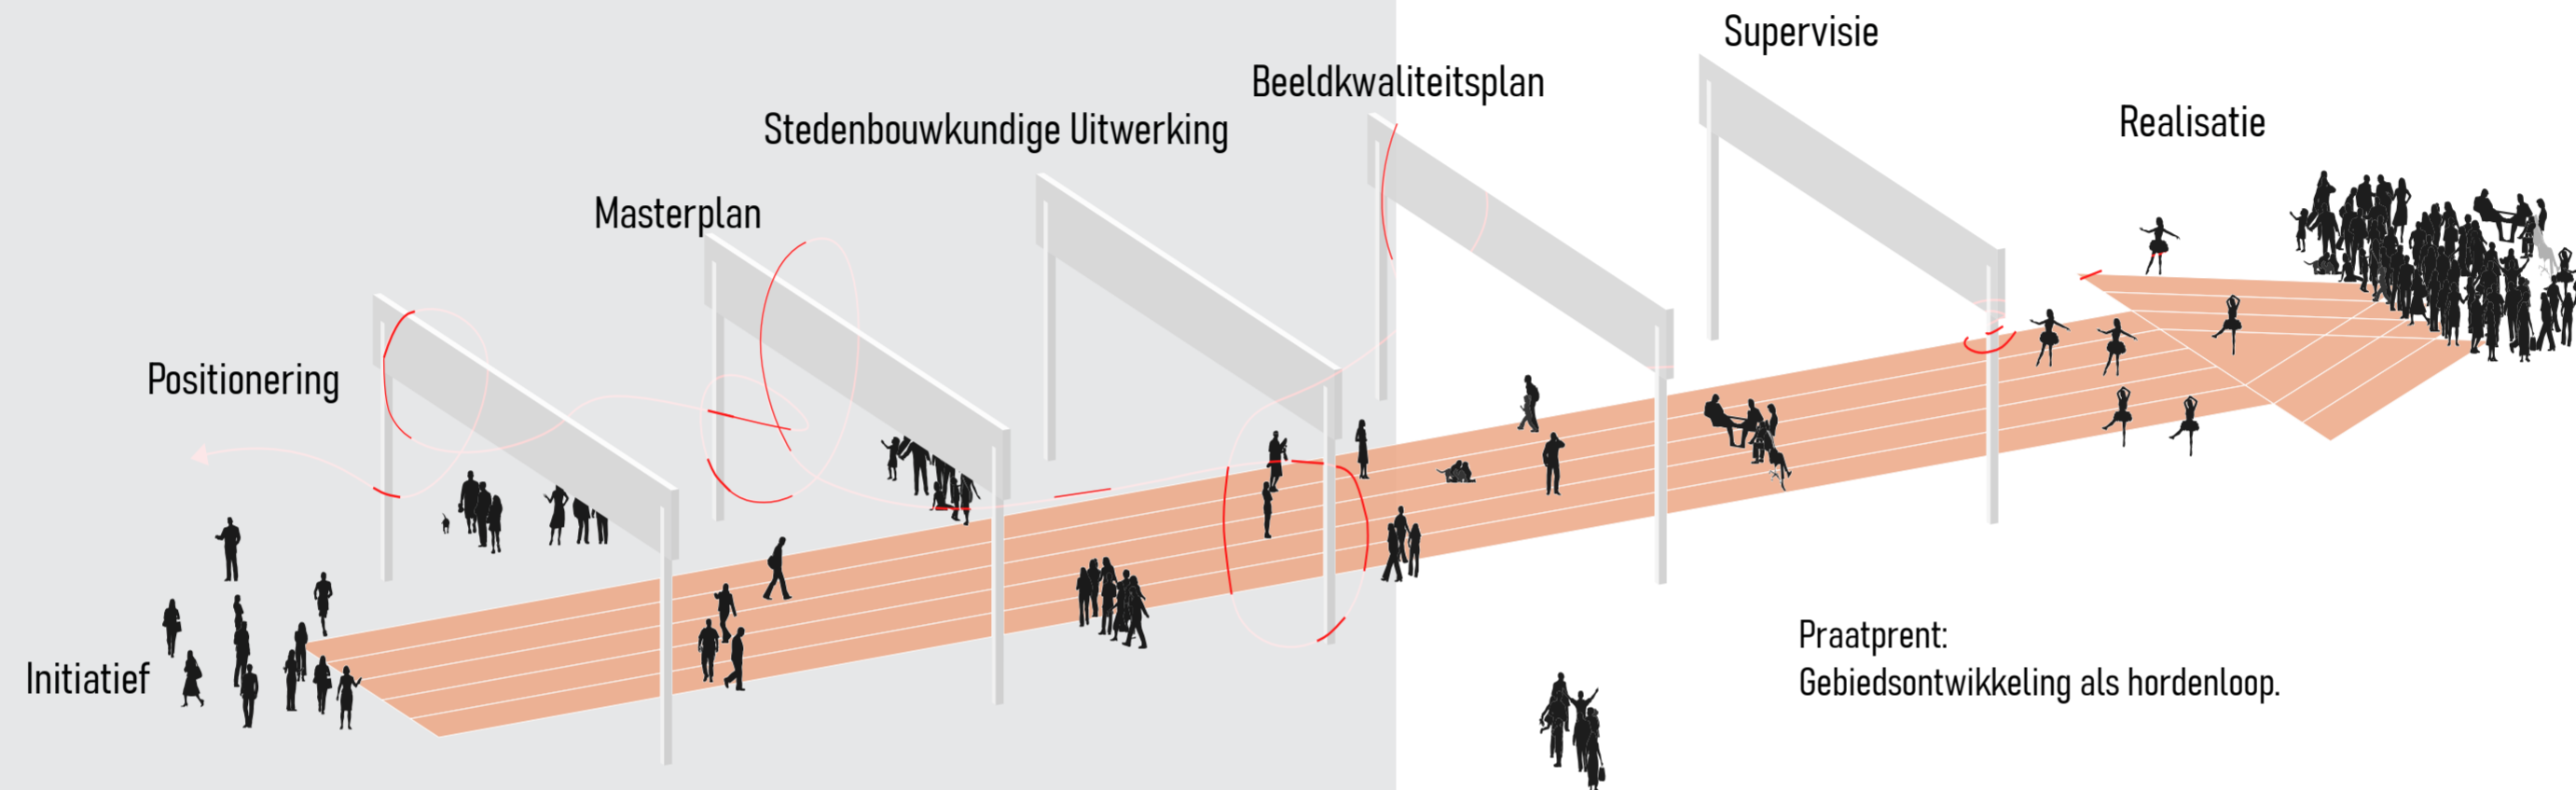 Initiatief
Positionering
Masterplan
Stedenbouwkundige Uitwerking
Beeldkwaliteitsplan
Supervisie
Realisatie
Praatprent:
Gebiedsontwikkeling als hordenloop.